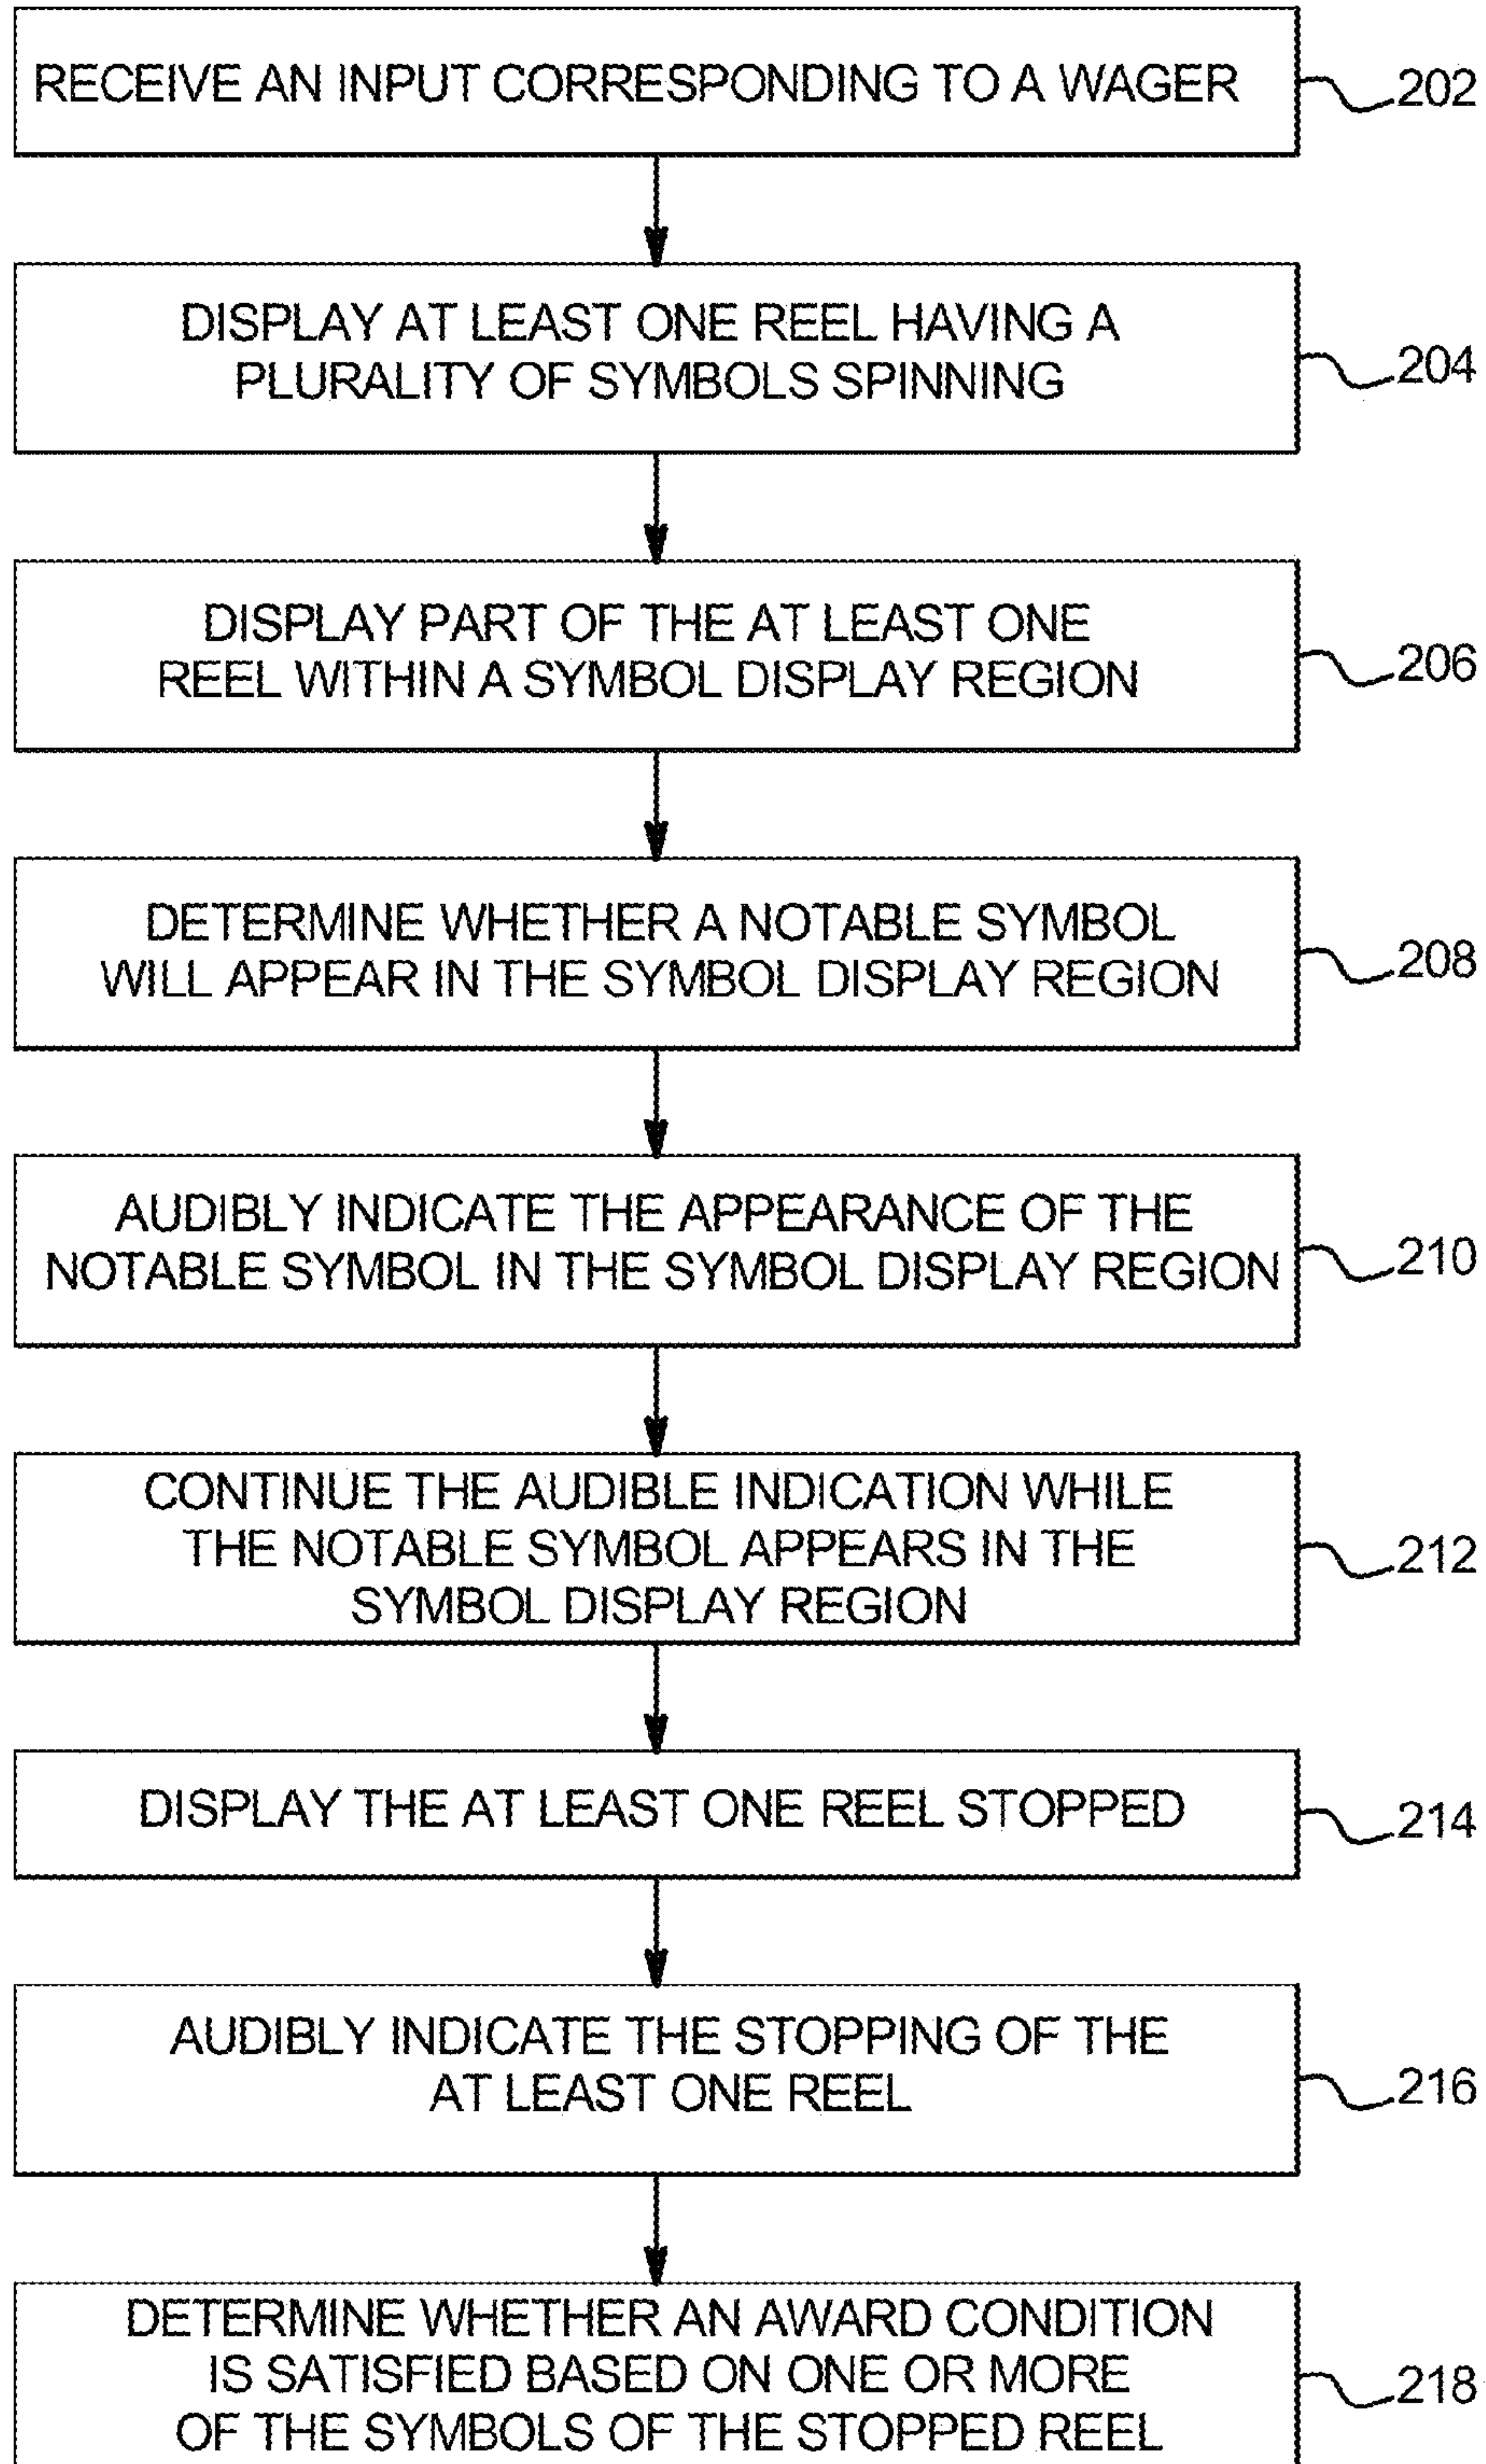 RECEIVE AN INPUT CORRESPONDING TO A WAGER
202
DISPLAY AT LEAST ONE REEL HAVING A
PLURALITY OF SYMBOLS SPINNING
204
DISPLAY PART OF THE AT LEAST ONE
REEL WITHIN A SYMBOL DISPLAY REGION
206
DETERMINE WHETHER A NOTABLE SYMBOL
WILL APPEAR IN THE SYMBOL DISPLAY REGION
208
AUDIBLY INDICATE THE APPEARANCE OF THE
NOTABLE SYMBOL IN THE SYMBOL DISPLAY REGION
210
CONTINUE THE AUDIBLE INDICATION WHILE
THE NOTABLE SYMBOL APPEARS IN THE
SYMBOL DISPLAY REGION
212
DISPLAY THE AT LEAST ONE REEL STOPPED
214
AUDIBLY INDICATE THE STOPPING OF THE
AT LEAST ONE REEL
216
DETERMINE WHETHER AN AWARD CONDITION
IS SATISFIED BASED ON ONE OR MORE
OF THE SYMBOLS OF THE STOPPED REEL
218